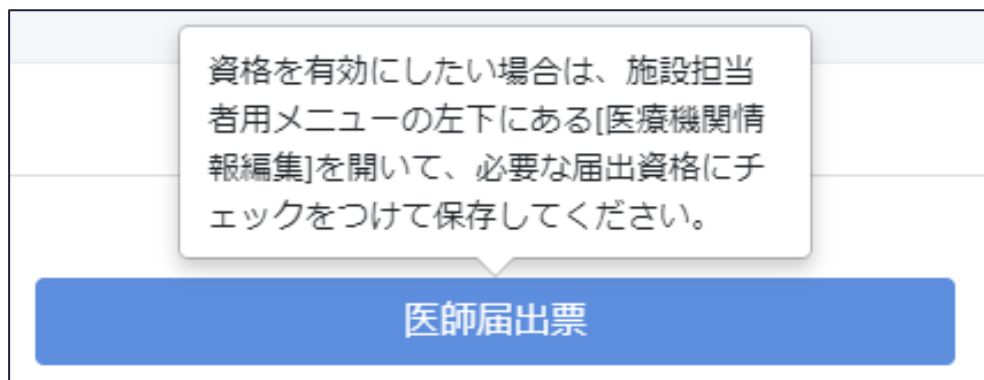 資格を有効にしたい場合は、施設担当
者用メニューの左下にある[医療機関情
報編集]を開いて、必要な届出資格にチ
ェックをつけて保存してください。
医師届出票